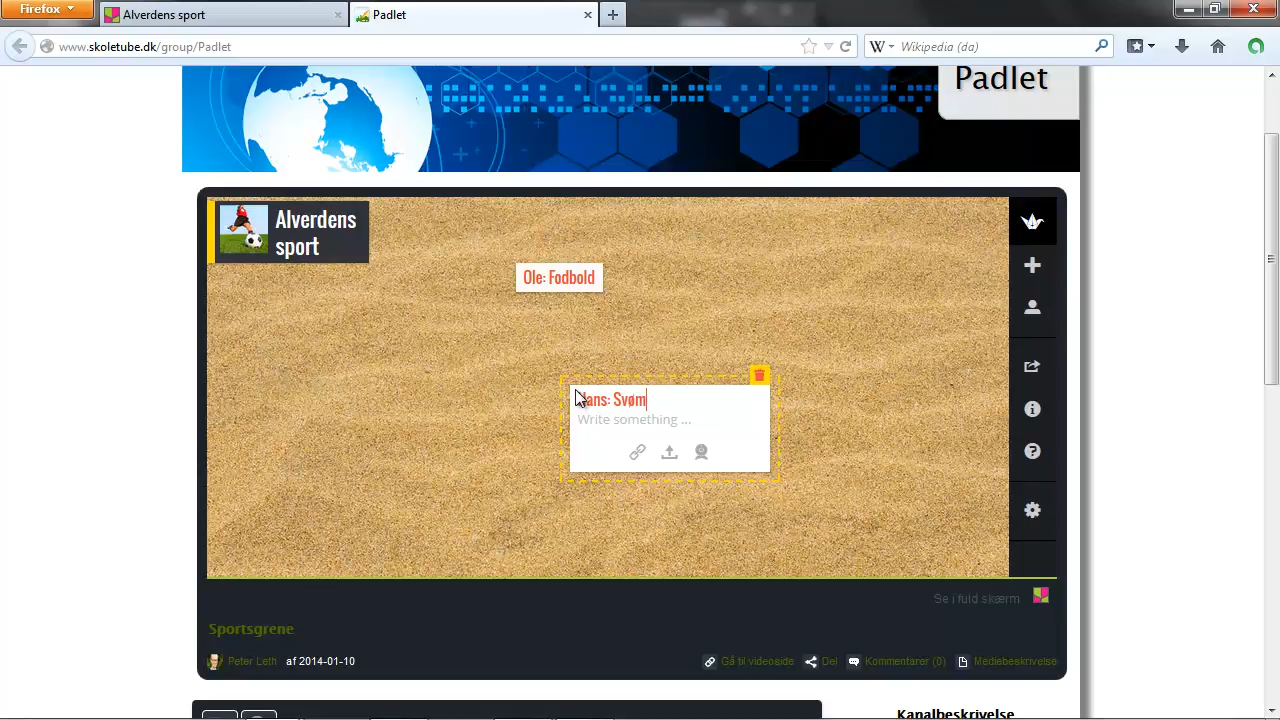 Firefox
Alverdens sport
Padlet
www.skoletube.dk/group/Padlet
Wikipedia (da)
Padlet
Alverdens
sport
Ole: Fodbold
ans: Svøm
Write something ...
Se i fuld skærm
Sportsgrene
Peter Leth af 2014-01-10
Gå til videoside
Del
Kommentarer (0)
Mediebeskrivelse
Kanalbeskrivelse